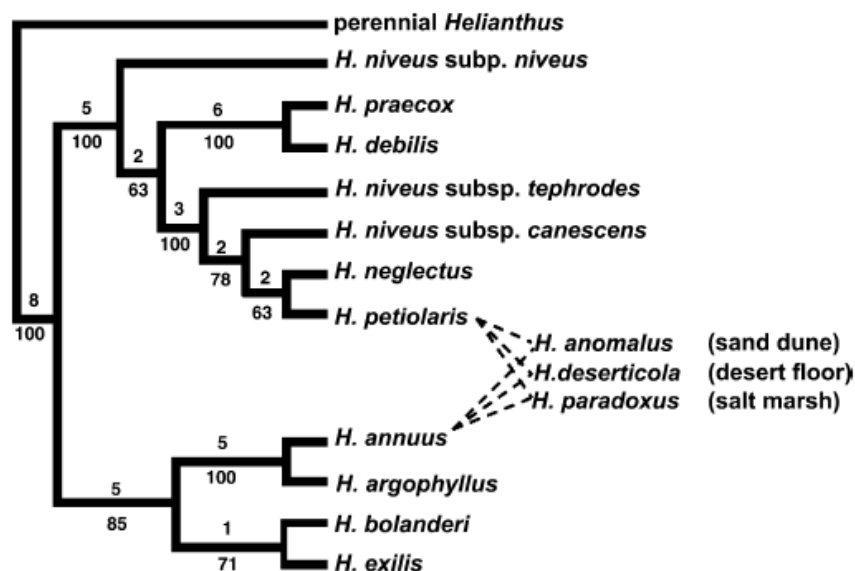 perennial Helianthus
H. niveus subsp. niveus
5
100
6
100
H. praecox
H. debilis
2
63
3
100
H. niveus subsp. tephrodes
2
78
H. niveus subsp. canescens
2
63
H. neglectus
H. petiolaris
8
100
H. anomalus (sand dune)
H.deserticola (desert floor)
H. paradoxus (salt marsh)
5
100
H. annuus
H. argophyllus
5
85
1
71
H. bolanderi
H. exilis